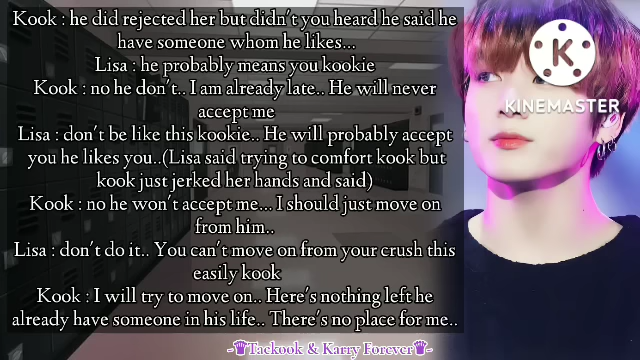 Kook : he did rejected her but didn't you heard he said he
have someone whom he likes...
Lisa : he probably means you kookie
Kook : no he don't.. I am already late.. He will never
accept me
Lisa : don't be like this kookie.. He will probably accept
you he likes you..(Lisa said trying to comfort kook but
kook just jerked her hands and said)
Kook : no he won't accept me... I should just move on
from him..
Lisa : don't do it.. You can't move on from your crush this
easily kook
Kook : I will try to move on.. Here's nothing left he
already have someone in his life.. There's no place for me..
-♛Taekook & Karry Forever♛-
K
KINEMASTER